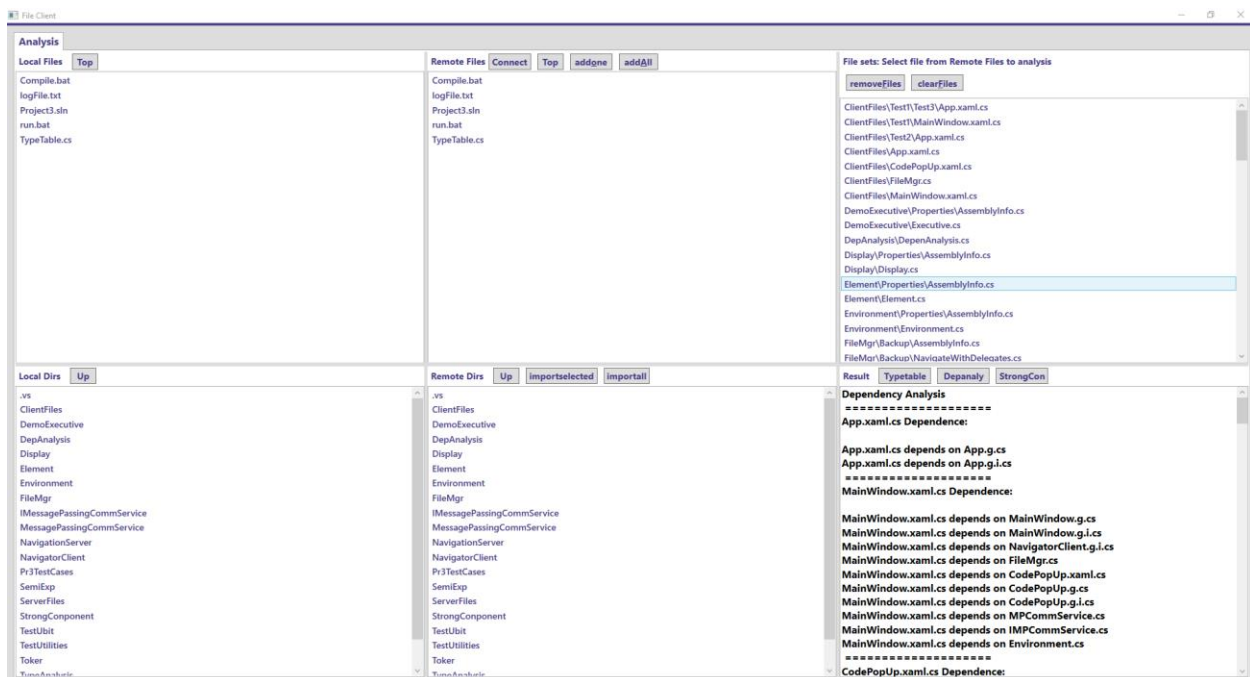 File Client
Analysis
Local Files Top
Compile.bat
logFile.txt
Project3.sln
run.bat
TypeTable.cs
Remote Files Connect Top addone addAll
Compile.bat
logFile.txt
Project3.sln
run.bat
TypeTable.cs
File sets: Select file from Remote Files to analysis
removeFiles clearFiles
ClientFiles\Test1\Test3\App.xaml.cs
ClientFiles\Test1\MainWindow.xaml.cs
ClientFiles\Test2\App.xaml.cs
ClientFiles\App.xaml.cs
ClientFiles\CodePopUp.xaml.cs
ClientFiles\FileMgr.cs
ClientFiles\MainWindow.xaml.cs
DemoExecutive\Properties\AssemblyInfo.cs
DemoExecutive\Executive.cs
DepAnalysis\DepenAnalysis.cs
Display\Properties\AssemblyInfo.cs
Display\Display.cs
Element\Properties\AssemblyInfo.cs
Element\Element.cs
Environment\Properties\AssemblyInfo.cs
Environment\Environment.cs
FileMgr\Backup\AssemblyInfo.cs
FileMgr\Backup\NavigateWithDelegates.cs
Local Dirs Up
.vs
ClientFiles
DemoExecutive
DepAnalysis
Display
Element
Environment
FileMgr
IMessagePassingCommService
MessagePassingCommService
NavigationServer
NavigatorClient
Pr3TestCases
SemiExp
ServerFiles
StrongConponent
TestUbit
TestUtilities
Toker
TypeAnalysis
Remote Dirs Up importselected importall
.vs
ClientFiles
DemoExecutive
DepAnalysis
Display
Element
Environment
FileMgr
IMessagePassingCommService
MessagePassingCommService
NavigationServer
NavigatorClient
Pr3TestCases
SemiExp
ServerFiles
StrongConponent
TestUbit
TestUtilities
Toker
TypeAnalysis
Result Typetable Depanaly StrongCon
Dependency Analysis
====================
App.xaml.cs Dependence:
App.xaml.cs depends on App.g.cs
App.xaml.cs depends on App.g.i.cs
====================
MainWindow.xaml.cs Dependence:
MainWindow.xaml.cs depends on MainWindow.g.cs
MainWindow.xaml.cs depends on MainWindow.g.i.cs
MainWindow.xaml.cs depends on NavigatorClient.g.i.cs
MainWindow.xaml.cs depends on FileMgr.cs
MainWindow.xaml.cs depends on CodePopUp.xaml.cs
MainWindow.xaml.cs depends on CodePopUp.g.cs
MainWindow.xaml.cs depends on CodePopUp.g.i.cs
MainWindow.xaml.cs depends on MPCommService.cs
MainWindow.xaml.cs depends on IMPCommService.cs
MainWindow.xaml.cs depends on Environment.cs
====================
CodePopUp.xaml.cs Dependence: